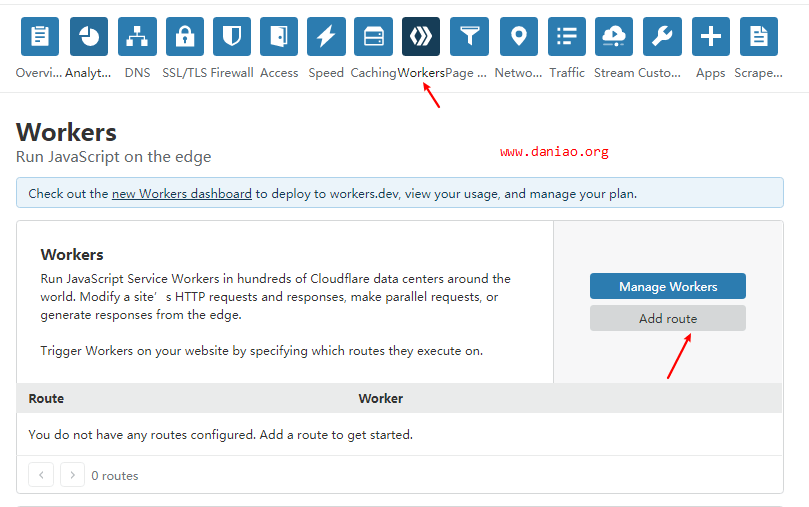 Overvi... Analyt... DNS SSL/TLS Firewall Access Speed Caching Workers Page ... Netwo... Traffic Stream Custo... Apps Scrape...
Workers
Run JavaScript on the edge
www.daniao.org
Check out the new Workers dashboard to deploy to workers.dev, view your usage, and manage your plan.
Workers
Run JavaScript Service Workers in hundreds of Cloudflare data centers around the
world. Modify a site’s HTTP requests and responses, make parallel requests, or
generate responses from the edge.
Trigger Workers on your website by specifying which routes they execute on.
Manage Workers
Add route
Route Worker
You do not have any routes configured. Add a route to get started.
0 routes